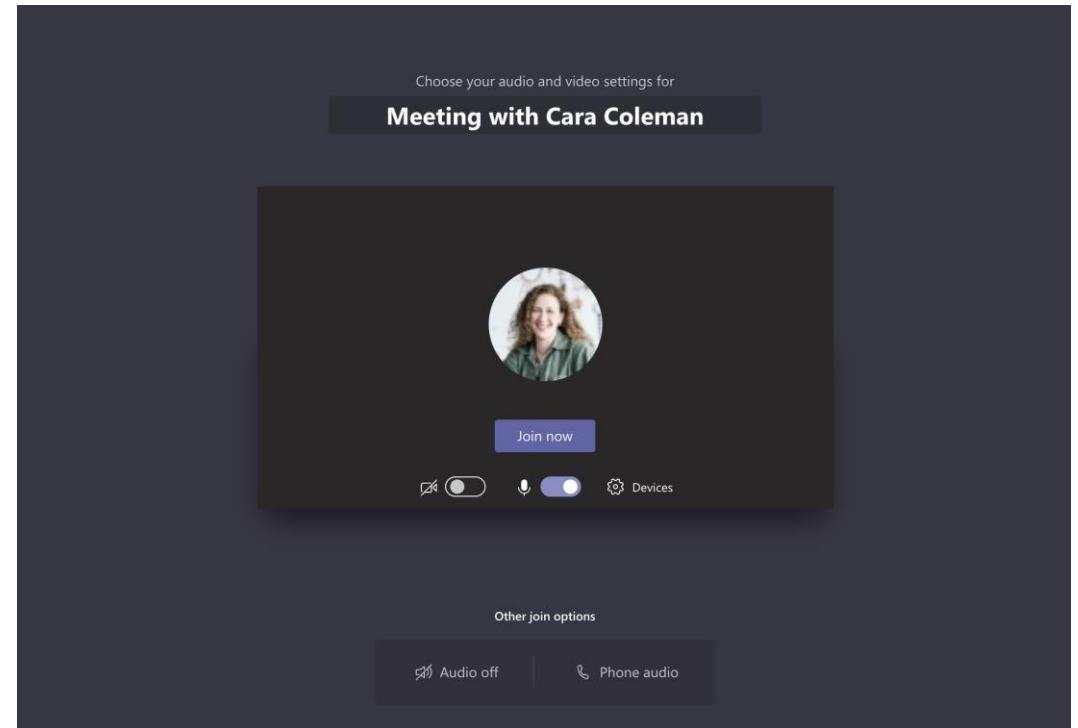 Choose your audio and video settings for
Meeting with Cara Coleman
Join now
Devices
Other join options
Audio off
Phone audio